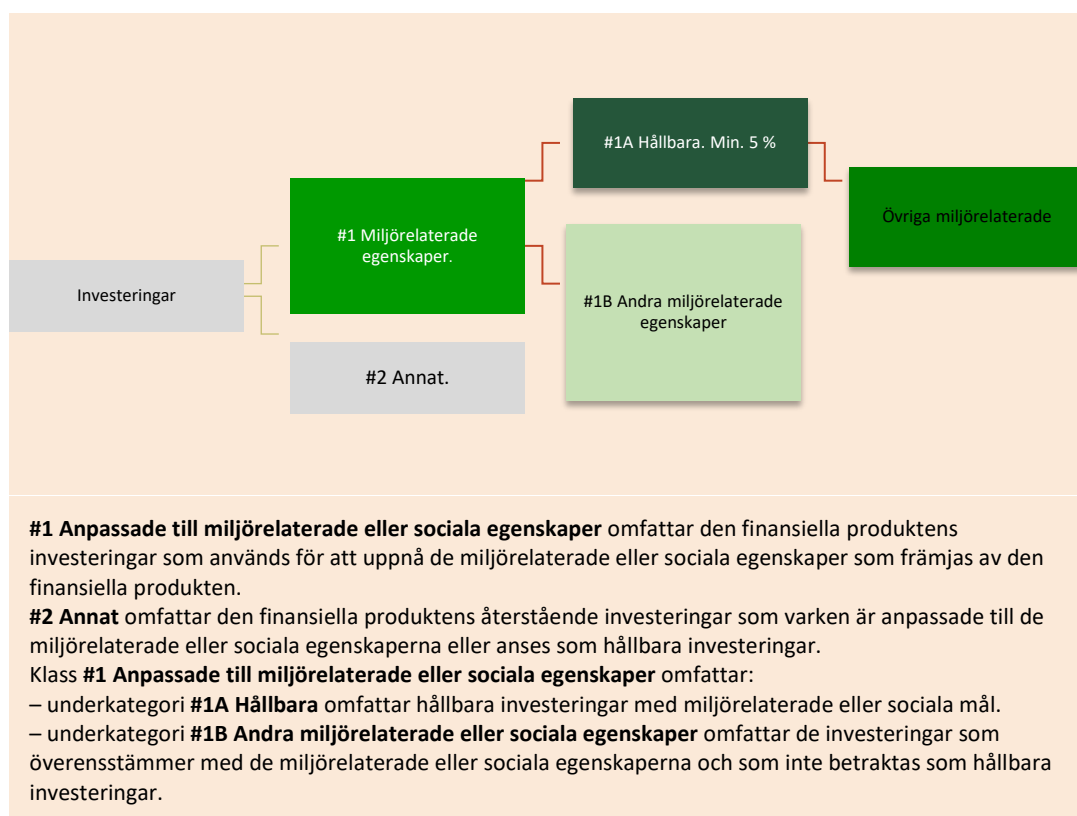 #1A Hållbara. Min. 5 %
Övriga miljörelaterade
#1 Miljörelaterade
egenskaper.
Investeringar
#1B Andra miljörelaterade
egenskaper
#2 Annat.
#1 Anpassade till miljörelaterade eller sociala egenskaper omfattar den finansiella produktens
investeringar som används för att uppnå de miljörelaterade eller sociala egenskaper som främjas av den
finansiella produkten.
#2 Annat omfattar den finansiella produktens återstående investeringar som varken är anpassade till de
miljörelaterade eller sociala egenskaperna eller anses som hållbara investeringar.
Klass #1 Anpassade till miljörelaterade eller sociala egenskaper omfattar:
– underkategori #1A Hållbara omfattar hållbara investeringar med miljörelaterade eller sociala mål.
– underkategori #1B Andra miljörelaterade eller sociala egenskaper omfattar de investeringar som
överensstämmer med de miljörelaterade eller sociala egenskaperna och som inte betraktas som hållbara
investeringar.